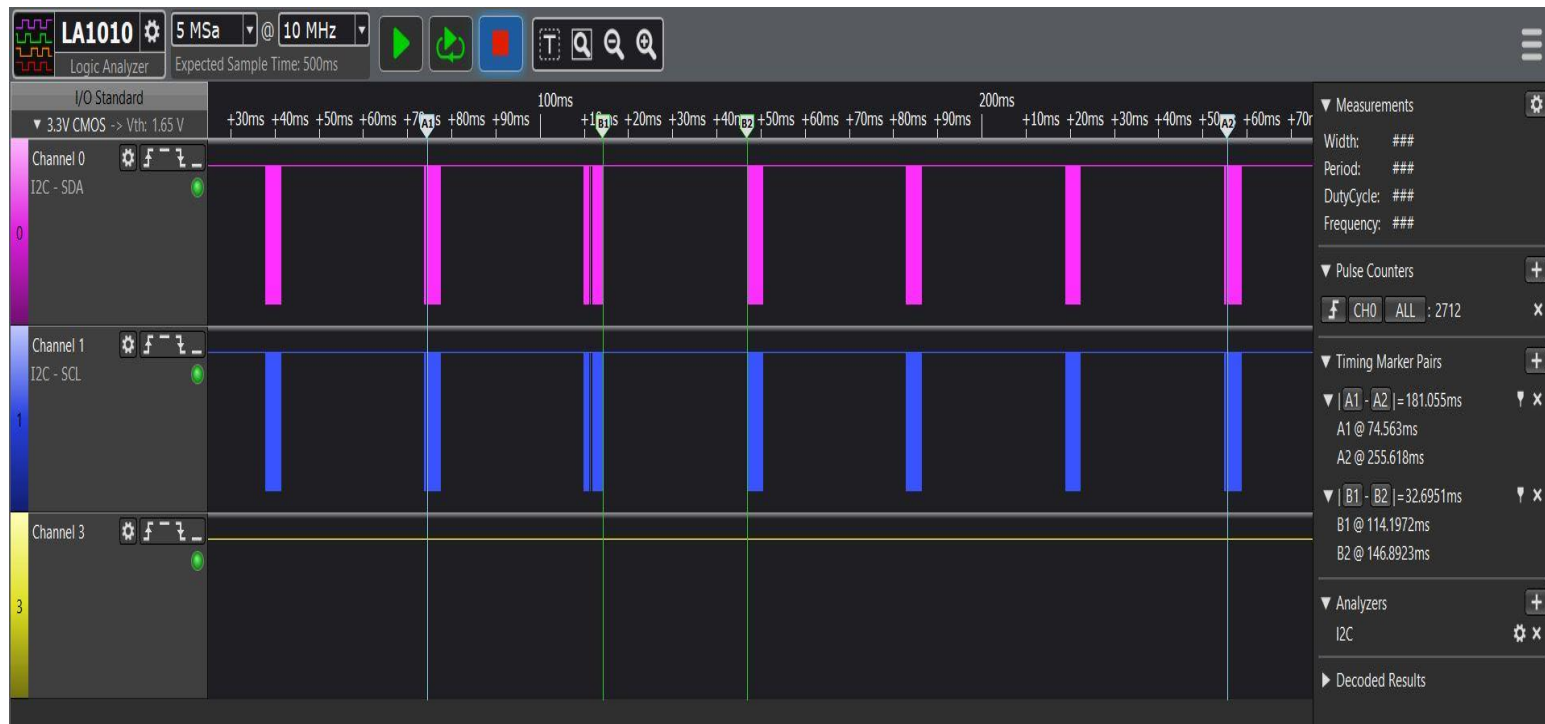 LA1010
Logic Analyzer
5 MSa @ 10 MHz
Expected Sample Time: 500ms
T
I/O Standard
3.3V CMOS -> Vth: 1.65 V
100ms 200ms
+30ms +40ms +50ms +60ms A1 +80ms +90ms B1 +20ms +30ms B2 +50ms +60ms +70ms +80ms +90ms +10ms +20ms +30ms +40ms A2 +60ms
Channel 0
I2C - SDA
0
Channel 1
I2C - SCL
1
Channel 3
3
Measurements
Width: ###
Period: ###
DutyCycle: ###
Frequency: ###
Pulse Counters
CH0 ALL : 2712 x
Timing Marker Pairs
| A1 - A2 |=181.055ms x
A1 @ 74.563ms
A2 @ 255.618ms
| B1 - B2 |=32.6951ms x
B1 @ 114.1972ms
B2 @ 146.8923ms
Analyzers
I2C x
Decoded Results